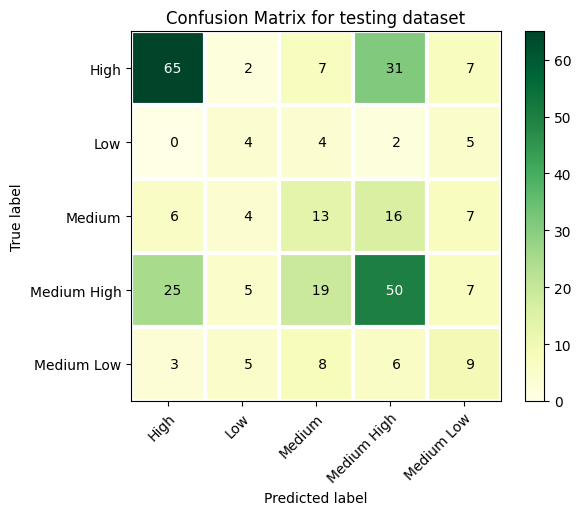 Confusion Matrix for testing dataset
High 65 2 7 31 7
Low 0 4 4 2 5
Medium 6 4 13 16 7
Medium High 25 5 19 50 7
Medium Low 3 5 8 6 9
True label
High Low Medium Medium High Medium Low
Predicted label
60
50
40
30
20
10
0